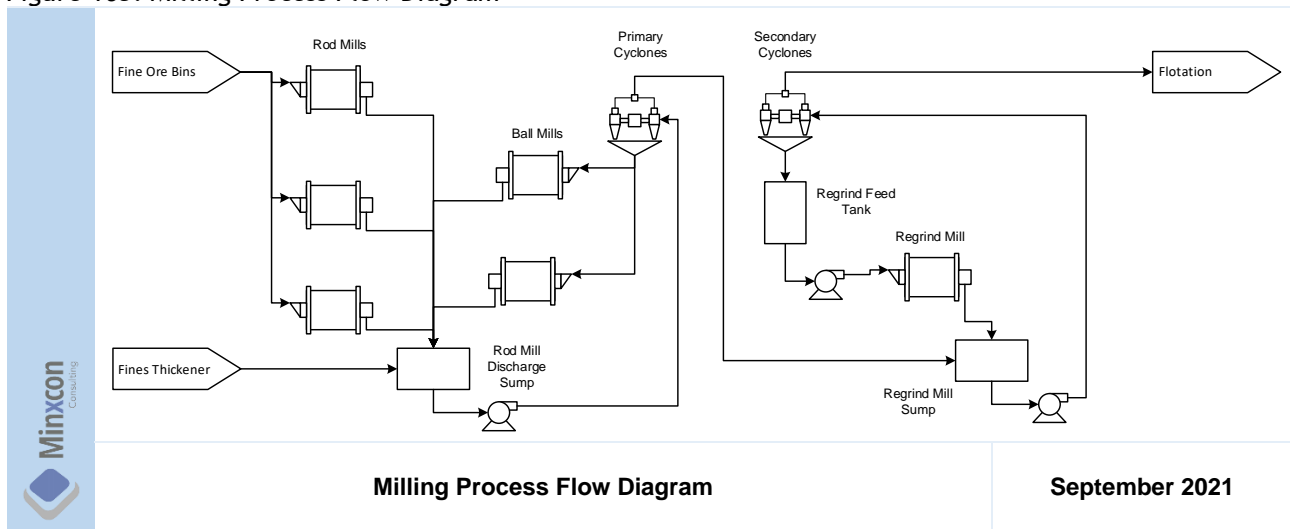 Figure
Milling Process Flow Diagram
Fine Ore Bins
Rod Mills
Primary
Cyclones
Secondary
Cyclones
Flotation
Ball Mills
Regrind Feed
Tank
Regrind Mill
Fines Thickener
Rod Mill
Discharge
Sump
Regrind Mill
Sump
Minxcon
Consulting
Milling Process Flow Diagram
September 2021